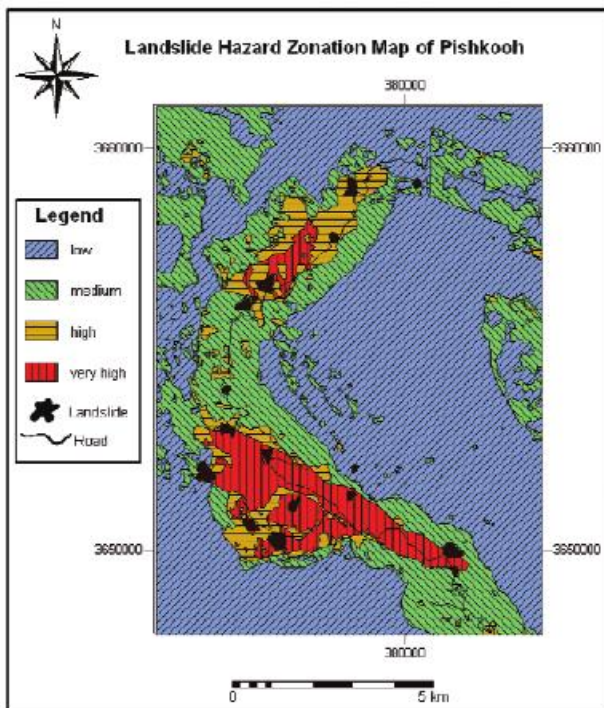 N
Landslide Hazard Zonation Map of Pishkooh
380000
3660000
3660000
Legend
low
medium
high
very high
Landslide
Road
3650000
3650000
380000
0
5 km